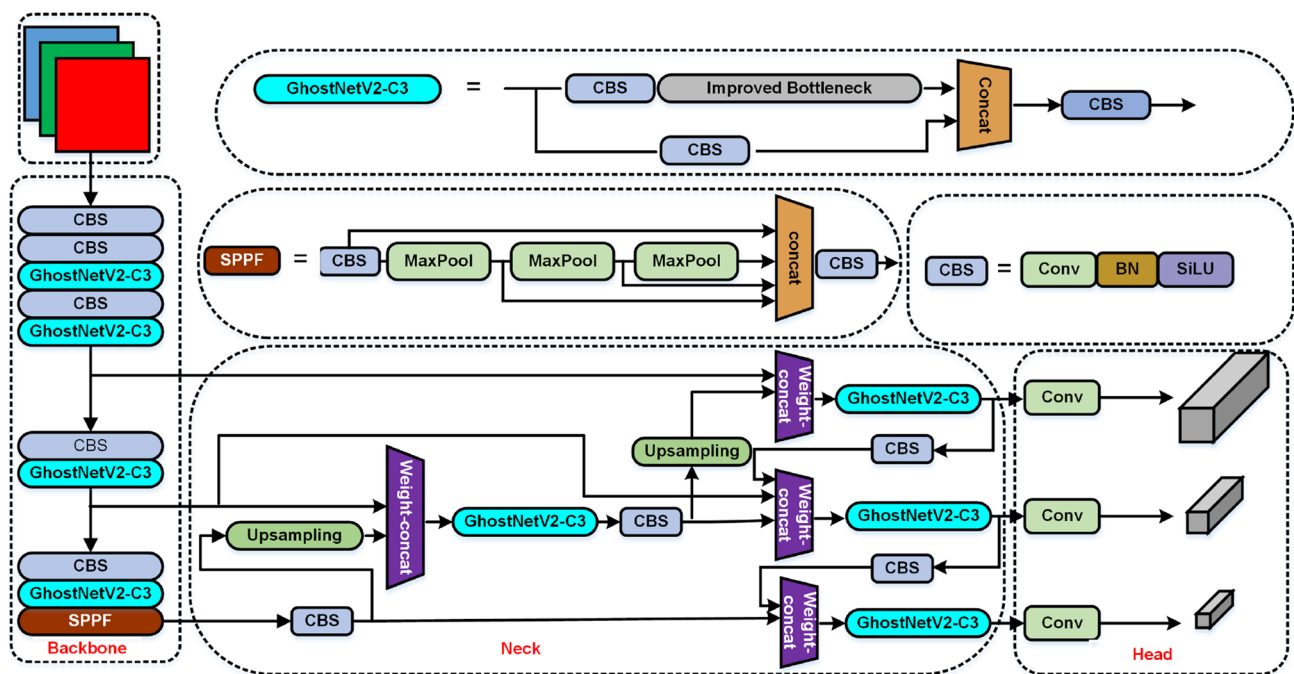 GhostNetV2-C3 = CBS Improved Bottleneck Concat CBS
CBS
SPPF = CBS MaxPool MaxPool MaxPool concat CBS
CBS = Conv BN SiLU
CBS
CBS
GhostNetV2-C3
CBS
GhostNetV2-C3
CBS
GhostNetV2-C3
CBS
GhostNetV2-C3
SPPF
Backbone
Weight-
concat
GhostNetV2-C3
Conv
CBS
Upsampling
Weight-concat
Upsampling
GhostNetV2-C3
CBS
Weight-
concat
GhostNetV2-C3
Conv
CBS
CBS
Weight-
concat
GhostNetV2-C3
Conv
Neck
Head